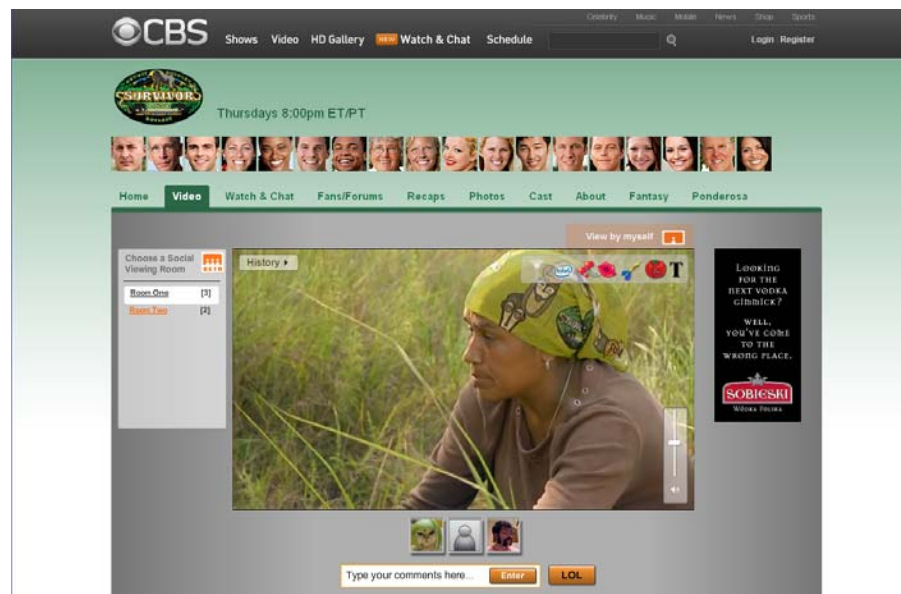 Celebrity Music Mobile News Shop Sports
CBS
Shows Video HD Gallery NEW Watch & Chat Schedule
Login Register
SURVIVOR
Thursdays 8:00pm ET/PT
Home Video Watch & Chat Fans/Forums Recaps Photos Cast About Fantasy Ponderosa
View by myself
Choose a Social
Viewing Room
BETA
Room One [3]
Room Two [2]
History
T
LOOKING
FOR THE
NEXT VODKA
GIMMICK?
WELL,
YOU'VE COME
TO THE
WRONG PLACE.
SOBIESKI
WÓDKA POLSKA
Type your comments here... Enter LOL